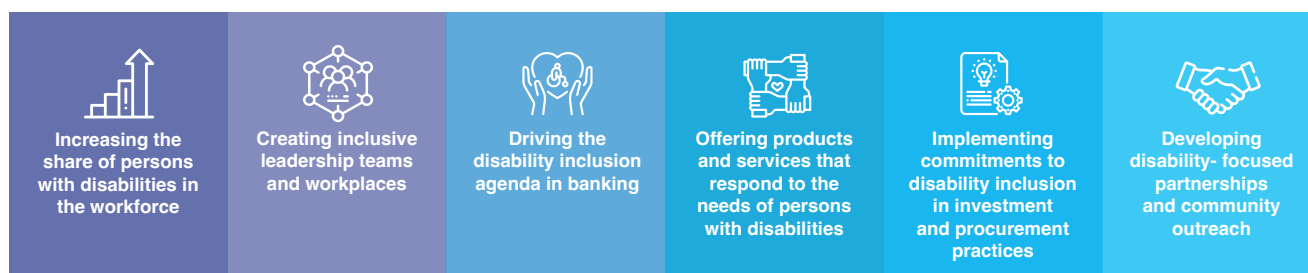 Increasing the
share of persons
with disabilities in
the workforce
Creating inclusive
leadership teams
and workplaces
Driving the
disability inclusion
agenda in banking
Offering products
and services that
respond to the
needs of persons
with disabilities
Implementing
commitments to
disability inclusion
in investment
and procurement
practices
Developing
disability- focused
partnerships
and community
outreach